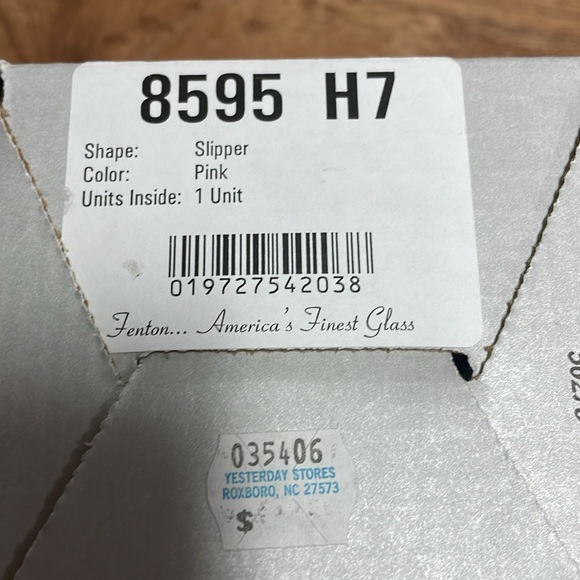 8595 H7
Shape: Slipper
Color: Pink
Units Inside: 1 Unit
019727542038
Fenton... America's Finest Glass
035406
YESTERDAY STORES
ROXBORO, NC 27573
$